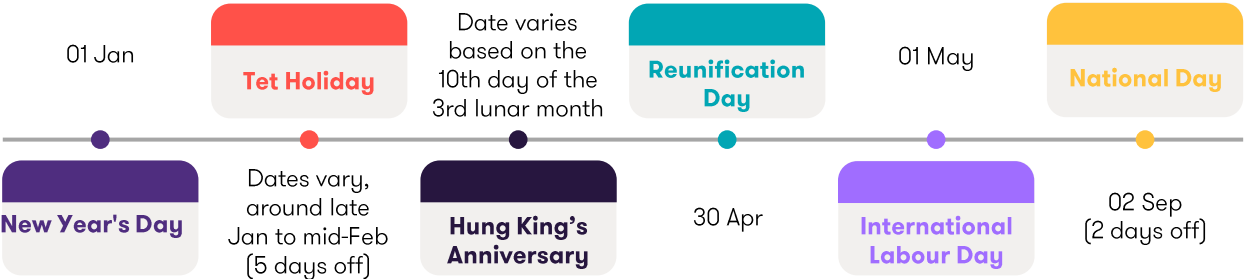 01 Jan
New Year's Day
Tet Holiday
Dates vary,
around late
Jan to mid-Feb
(5 days off)
Date varies
based on the
10th day of the
3rd lunar month
Hung King’s
Anniversary
Reunification
Day
30 Apr
01 May
International
Labour Day
National Day
02 Sep
(2 days off)